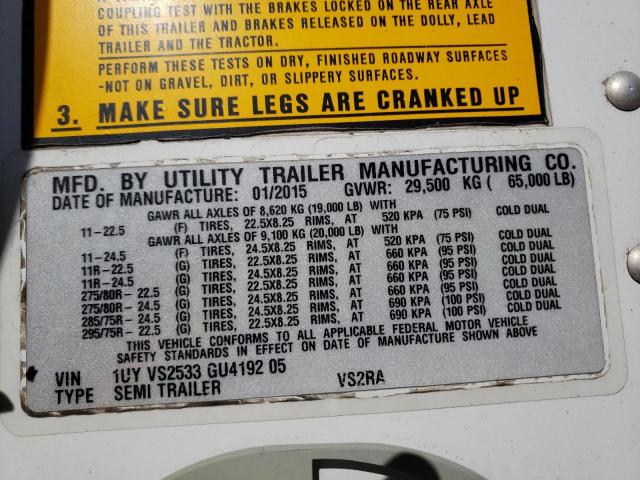 COUPLING TEST WITH THE BRAKES LOCKED ON THE REAR AXLE
OF THIS TRAILER AND BRAKES RELEASED ON THE DOLLY, LEAD
TRAILER AND THE TRACTOR.
PERFORM THESE TESTS ON DRY, FINISHED ROADWAY SURFACES
-NOT ON GRAVEL, DIRT, OR SLIPPERY SURFACES.
3. MAKE SURE LEGS ARE CRANKED UP
MFD. BY UTILITY TRAILER MANUFACTURING CO.
DATE OF MANUFACTURE: 01/2015 GVWR: 29,500 KG ( 65,000 LB)
GAWR ALL AXLES OF 8,620 KG (19,000 LB) WITH
11-22.5 (F) TIRES, 22.5X8.25 RIMS, AT 520 KPA (75 PSI) COLD DUAL
GAWR ALL AXLES OF 9,100 KG (20,000 LB) WITH
11-24.5 (F) TIRES, 24.5X8.25 RIMS, AT 520 KPA (75 PSI) COLD DUAL
11R-22.5 (G) TIRES, 22.5X8.25 RIMS, AT 660 KPA (95 PSI) COLD DUAL
11R-24.5 (G) TIRES, 24.5X8.25 RIMS, AT 660 KPA (95 PSI) COLD DUAL
275/80R- 22.5 (G) TIRES, 22.5X8.25 RIMS, AT 660 KPA (95 PSI) COLD DUAL
275/80R- 24.5 (G) TIRES, 24.5X8.25 RIMS, AT 660 KPA (95 PSI) COLD DUAL
285/75R- 24.5 (G) TIRES, 24.5X8.25 RIMS, AT 690 KPA (100 PSI) COLD DUAL
295/75R- 22.5 (G) TIRES, 22.5X8.25 RIMS, AT 690 KPA (100 PSI) COLD DUAL
THIS VEHICLE CONFORMS TO ALL APPLICABLE FEDERAL MOTOR VEHICLE
SAFETY STANDARDS IN EFFECT ON DATE OF MANUFACTURE SHOWN ABOVE
VIN 1UY VS2533 GU4192 05
TYPE SEMI TRAILER VS2RA